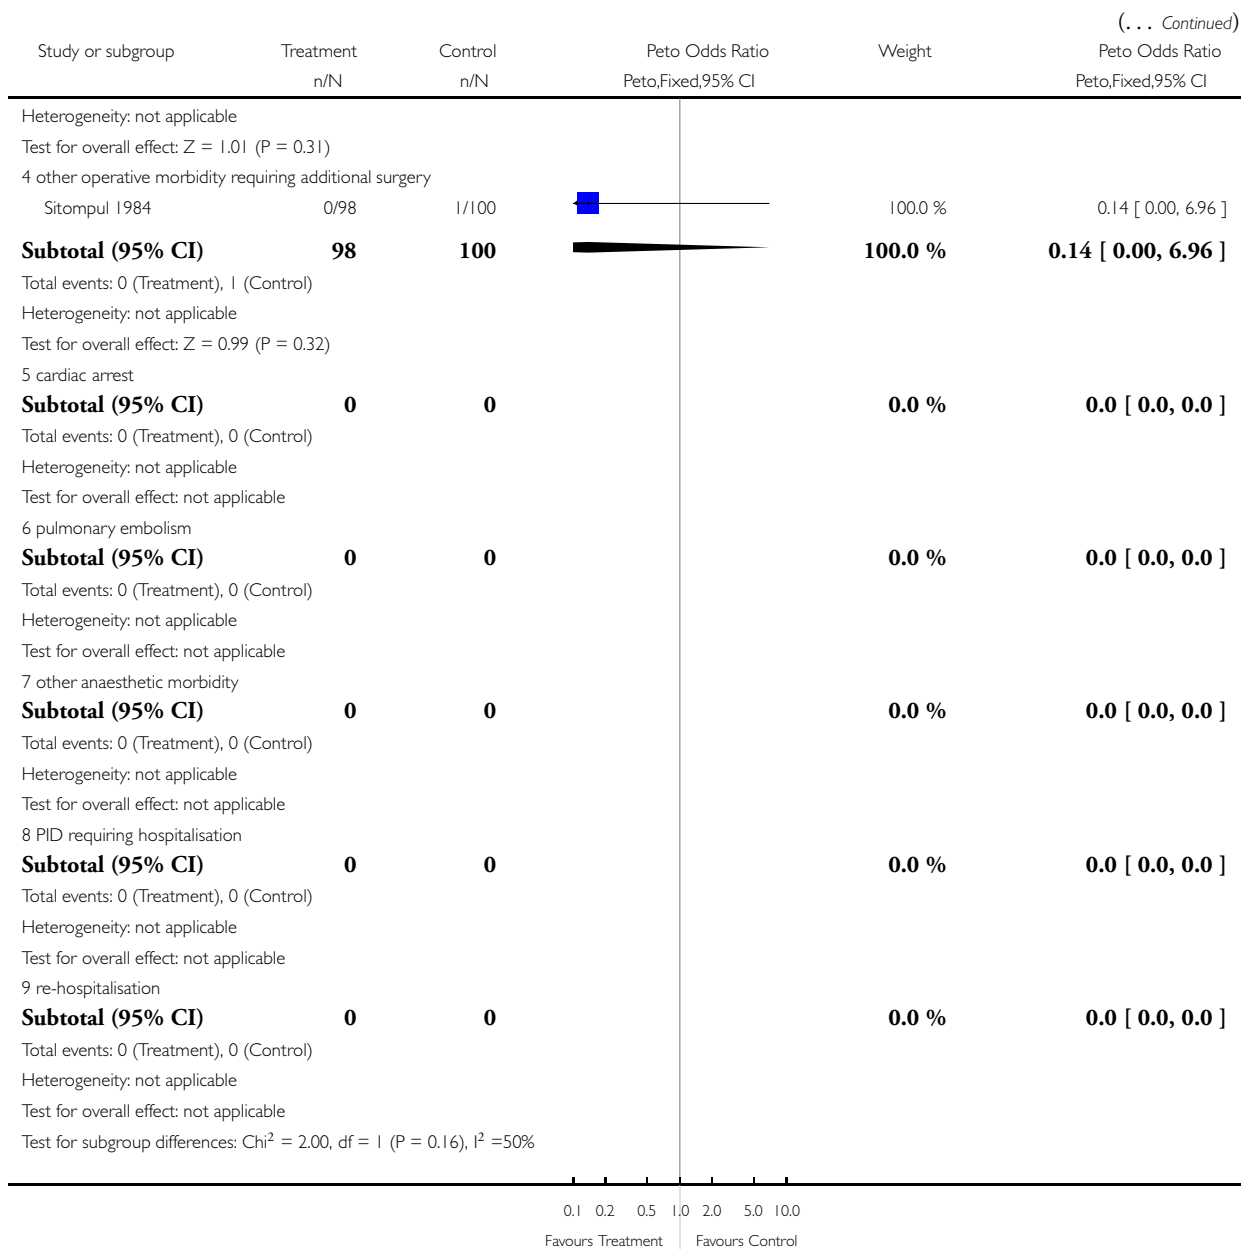 (... Continued)
Study or subgroup Treatment Control Peto Odds Ratio Weight Peto Odds Ratio
n/N n/N Peto,Fixed,95% CI Peto,Fixed,95% CI
Heterogeneity: not applicable
Test for overall effect: Z = 1.01 (P = 0.31)
4 other operative morbidity requiring additional surgery
Sitompul 1984 0/98 1/100 100.0 % 0.14 [ 0.00, 6.96 ]
Subtotal (95% CI) 98 100 100.0 % 0.14 [ 0.00, 6.96 ]
Total events: 0 (Treatment), 1 (Control)
Heterogeneity: not applicable
Test for overall effect: Z = 0.99 (P = 0.32)
5 cardiac arrest
Subtotal (95% CI) 0 0 0.0 % 0.0 [ 0.0, 0.0 ]
Total events: 0 (Treatment), 0 (Control)
Heterogeneity: not applicable
Test for overall effect: not applicable
6 pulmonary embolism
Subtotal (95% CI) 0 0 0.0 % 0.0 [ 0.0, 0.0 ]
Total events: 0 (Treatment), 0 (Control)
Heterogeneity: not applicable
Test for overall effect: not applicable
7 other anaesthetic morbidity
Subtotal (95% CI) 0 0 0.0 % 0.0 [ 0.0, 0.0 ]
Total events: 0 (Treatment), 0 (Control)
Heterogeneity: not applicable
Test for overall effect: not applicable
8 PID requiring hospitalisation
Subtotal (95% CI) 0 0 0.0 % 0.0 [ 0.0, 0.0 ]
Total events: 0 (Treatment), 0 (Control)
Heterogeneity: not applicable
Test for overall effect: not applicable
9 re-hospitalisation
Subtotal (95% CI) 0 0 0.0 % 0.0 [ 0.0, 0.0 ]
Total events: 0 (Treatment), 0 (Control)
Heterogeneity: not applicable
Test for overall effect: not applicable
Test for subgroup differences: Chi² = 2.00, df = 1 (P = 0.16), I² =50%
0.1 0.2 0.5 1.0 2.0 5.0 10.0
Favours Treatment Favours Control